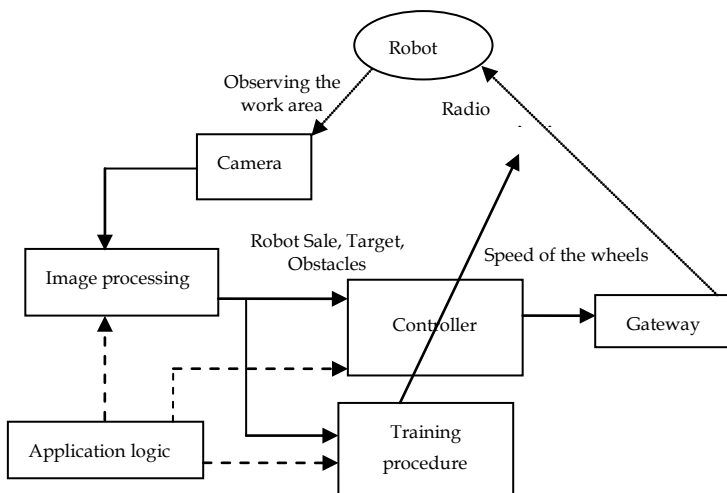 Robot
Observing the
work area
Radio
Camera
Robot Sale, Target,
Obstacles
Speed of the wheels
Image processing
Controller
Gateway
Application logic
Training
procedure